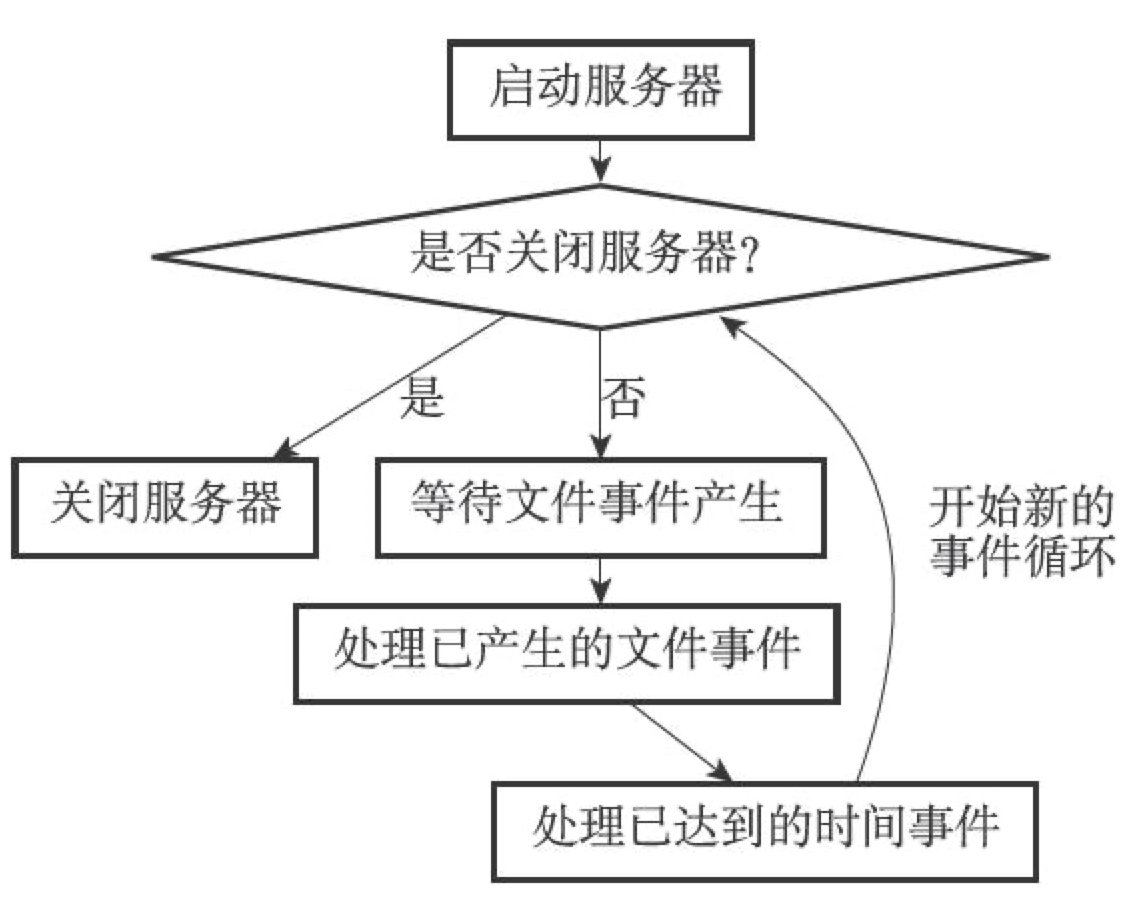 启动服务器
是否关闭服务器?
是
否
关闭服务器
等待文件事件产生
开始新的
事件循环
处理已产生的文件事件
处理已达到的时间事件